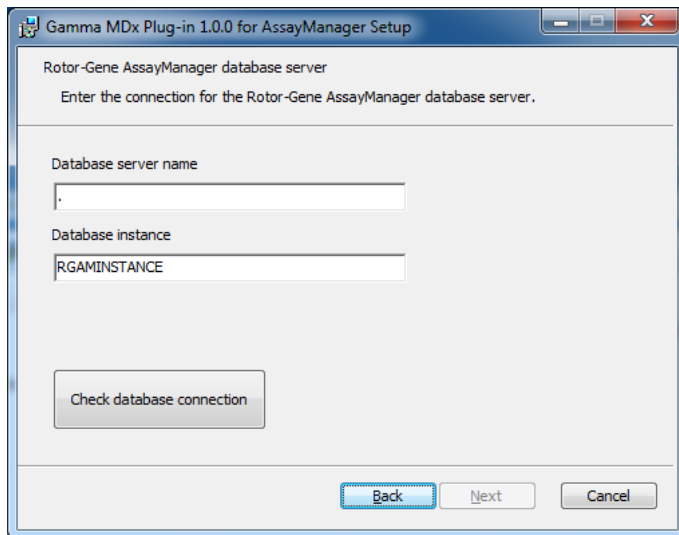 Gamma MDx Plug-in 1.0.0 for AssayManager Setup
Rotor-Gene AssayManager database server
Enter the connection for the Rotor-Gene AssayManager database server.
Database server name
.
Database instance
RGAMINSTANCE
Check database connection
Back Next Cancel